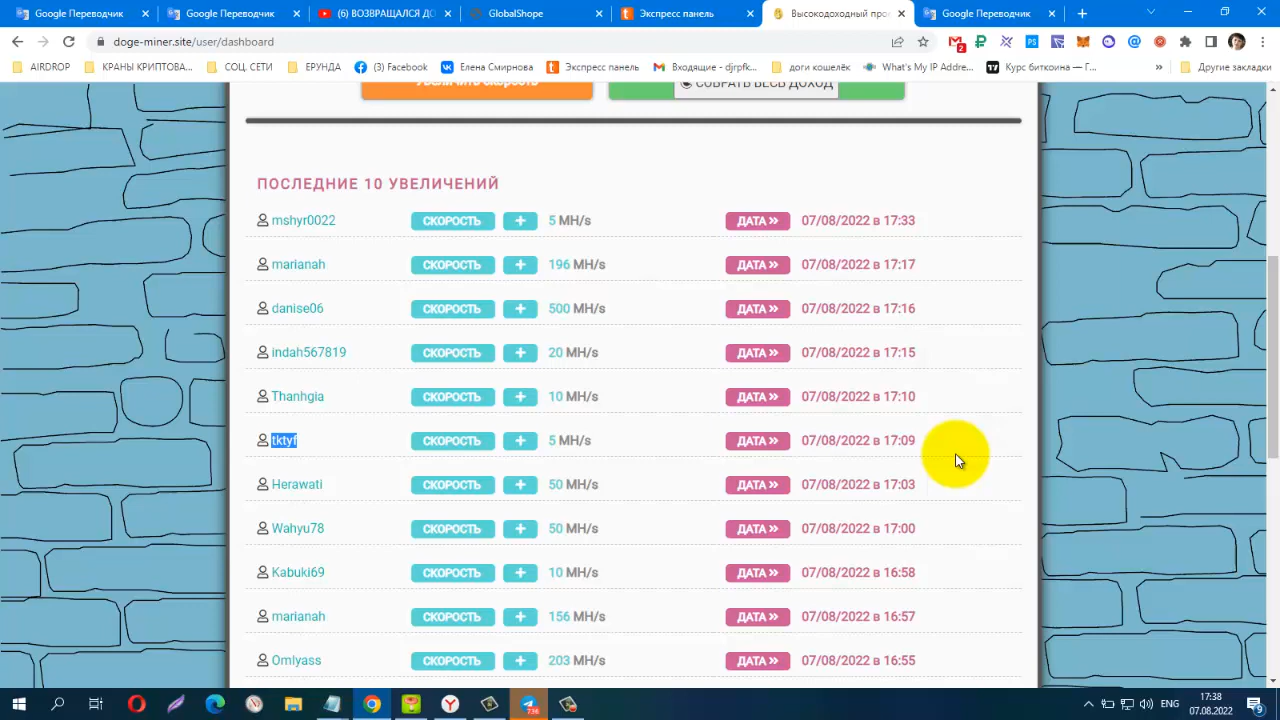 Google Переводчик
Google Переводчик
(6) ВОЗВРАЩАЛСЯ ДО
GlobalShope
Экспресс панель
Высокодоходный прое
Google Переводчик
doge-miner.site/user/dashboard
2
AIRDROP
КРАНЫ КРИПТОВА...
СОЦ. СЕТИ
ЕРУНДА
(3) Facebook
Елена Смирнова
Экспресс панель
Входящие - djrpfk...
доги кошелёк
What's My IP Addre...
Курс биткоина — Г...
»
Другие закладки
Увеличить скорость
СОБРАТЬ ВЕСЬ ДОХОД
ПОСЛЕДНИЕ 10 УВЕЛИЧЕНИЙ
mshyr0022 СКОРОСТЬ + 5 MH/s ДАТА » 07/08/2022 в 17:33
marianah СКОРОСТЬ + 196 MH/s ДАТА » 07/08/2022 в 17:17
danise06 СКОРОСТЬ + 500 MH/s ДАТА » 07/08/2022 в 17:16
indah567819 СКОРОСТЬ + 20 MH/s ДАТА » 07/08/2022 в 17:15
Thanhgia СКОРОСТЬ + 10 MH/s ДАТА » 07/08/2022 в 17:10
tktyf СКОРОСТЬ + 5 MH/s ДАТА » 07/08/2022 в 17:09
Herawati СКОРОСТЬ + 50 MH/s ДАТА » 07/08/2022 в 17:03
Wahyu78 СКОРОСТЬ + 50 MH/s ДАТА » 07/08/2022 в 17:00
Kabuki69 СКОРОСТЬ + 10 MH/s ДАТА » 07/08/2022 в 16:58
marianah СКОРОСТЬ + 156 MH/s ДАТА » 07/08/2022 в 16:57
Omlyass СКОРОСТЬ + 203 MH/s ДАТА » 07/08/2022 в 16:55
ENG
17:38
07.08.2022